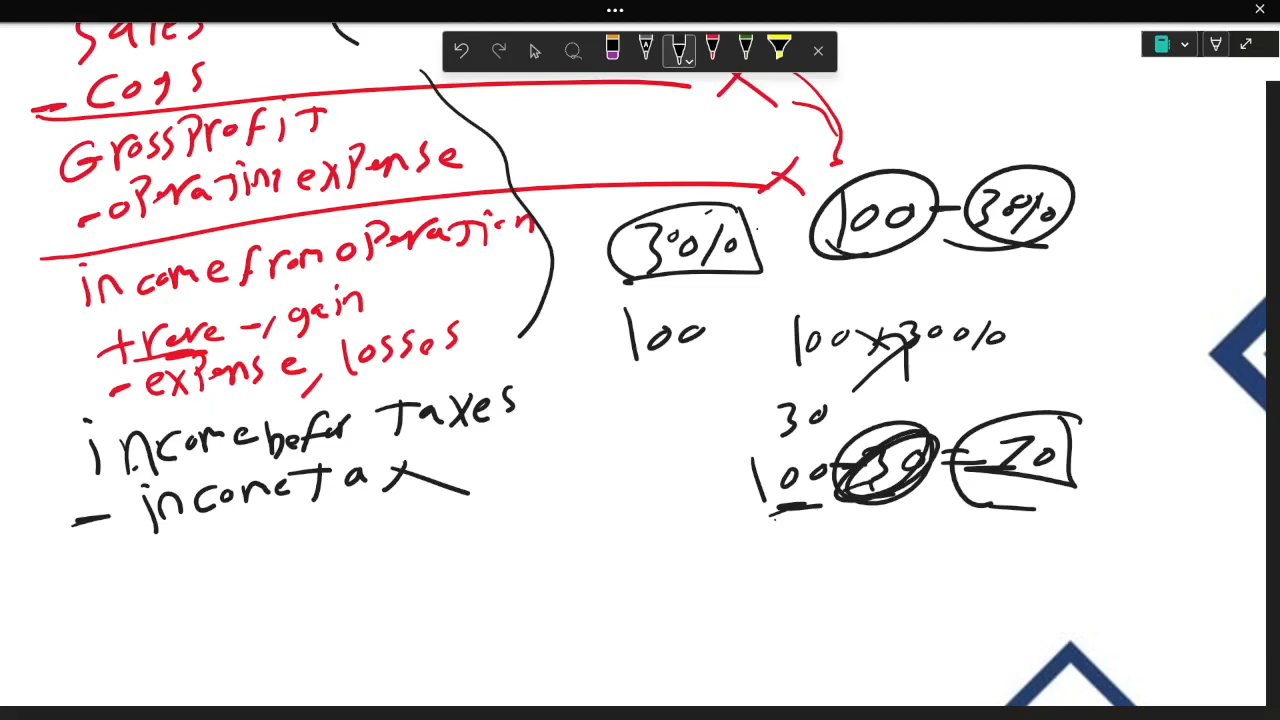 Sales
- Cogs
Gross Profit
- operating expense
income from operation
+ reve -, gain
- expense, losses
income befor taxes
- income Tax
30%
100
100 - 30%
100 x 300%
30
100 - 30 = 70